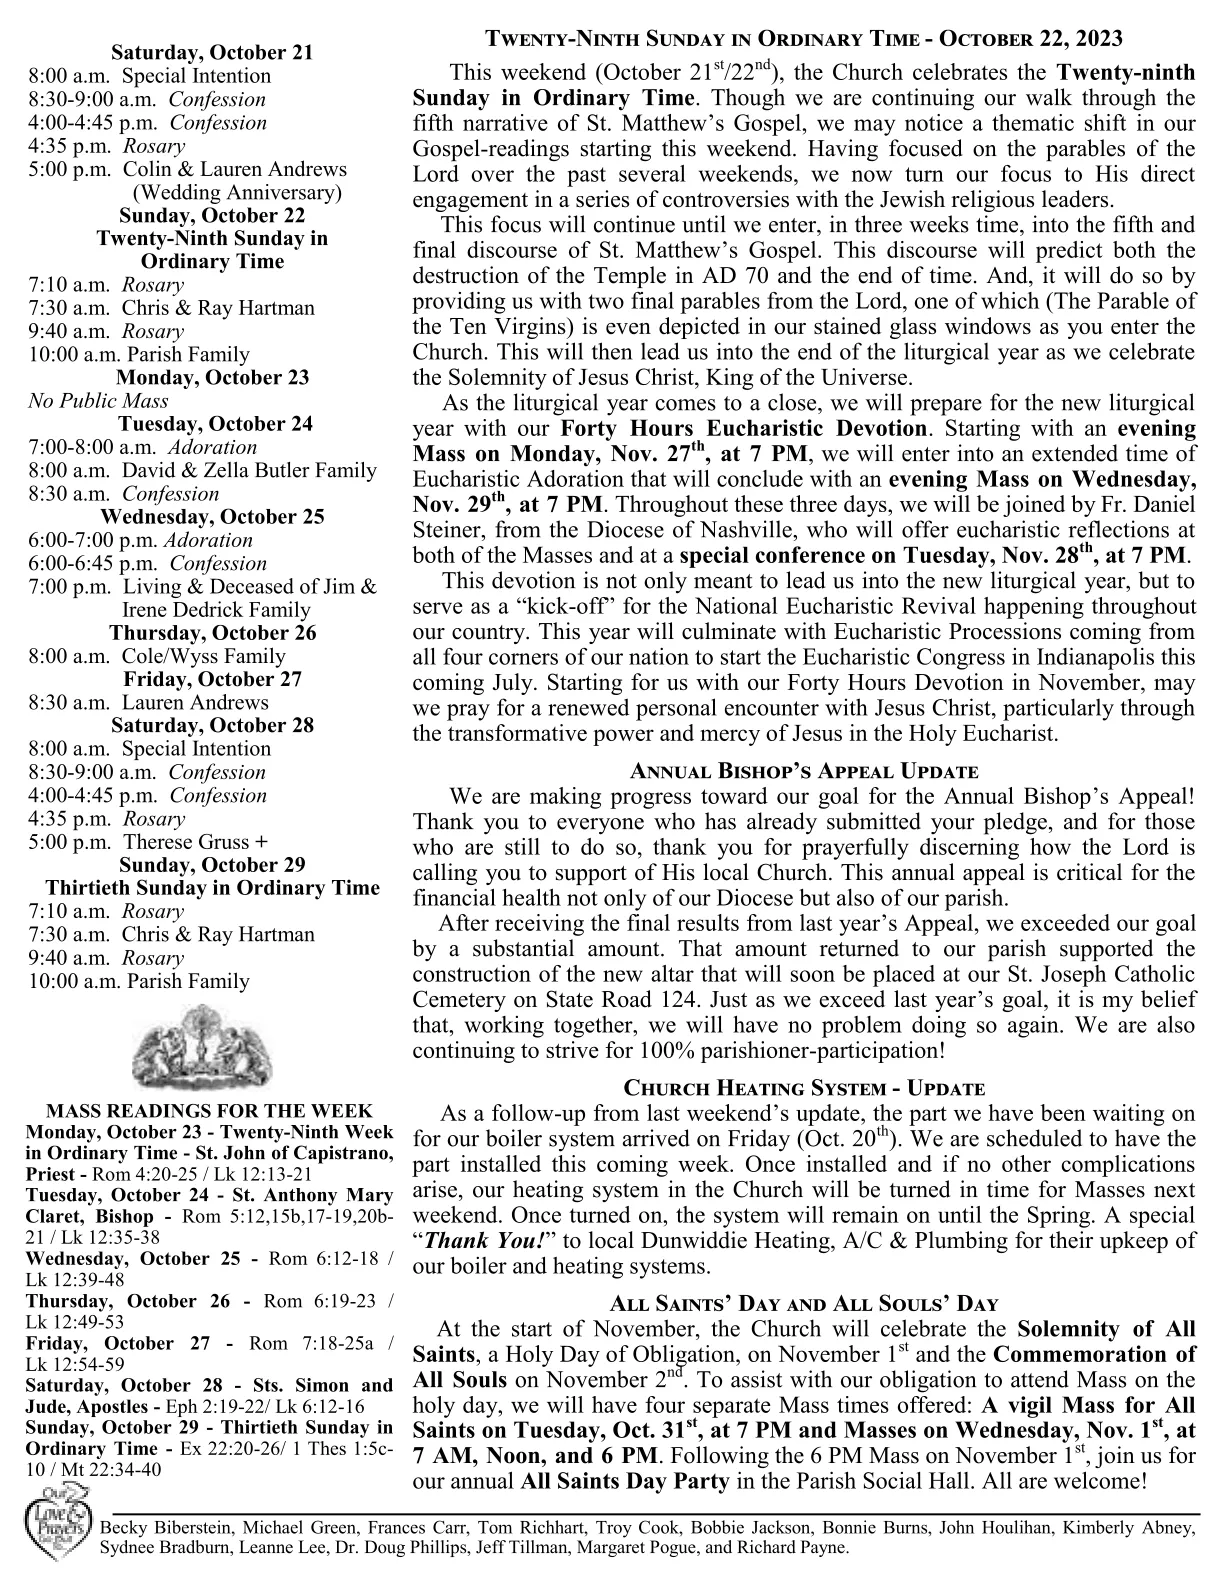 Saturday, October 21
8:00 a.m. Special Intention
8:30-9:00 a.m. Confession
4:00-4:45 p.m. Confession
4:35 p.m. Rosary
5:00 p.m. Colin & Lauren Andrews
(Wedding Anniversary)
Sunday, October 22
Twenty-Ninth Sunday in
Ordinary Time
7:10 a.m. Rosary
7:30 a.m. Chris & Ray Hartman
9:40 a.m. Rosary
10:00 a.m. Parish Family
Monday, October 23
No Public Mass
Tuesday, October 24
7:00-8:00 a.m. Adoration
8:00 a.m. David & Zella Butler Family
8:30 a.m. Confession
Wednesday, October 25
6:00-7:00 p.m. Adoration
6:00-6:45 p.m. Confession
7:00 p.m. Living & Deceased of Jim &
Irene Dedrick Family
Thursday, October 26
8:00 a.m. Cole/Wyss Family
Friday, October 27
8:30 a.m. Lauren Andrews
Saturday, October 28
8:00 a.m. Special Intention
8:30-9:00 a.m. Confession
4:00-4:45 p.m. Confession
4:35 p.m. Rosary
5:00 p.m. Therese Gruss +
Sunday, October 29
Thirtieth Sunday in Ordinary Time
7:10 a.m. Rosary
7:30 a.m. Chris & Ray Hartman
9:40 a.m. Rosary
10:00 a.m. Parish Family
MASS READINGS FOR THE WEEK
Monday, October 23 - Twenty-Ninth Week
in Ordinary Time - St. John of Capistrano,
Priest - Rom 4:20-25 / Lk 12:13-21
Tuesday, October 24 - St. Anthony Mary
Claret, Bishop - Rom 5:12,15b,17-19,20b-
21 / Lk 12:35-38
Wednesday, October 25 - Rom 6:12-18 /
Lk 12:39-48
Thursday, October 26 - Rom 6:19-23 /
Lk 12:49-53
Friday, October 27 - Rom 7:18-25a /
Lk 12:54-59
Saturday, October 28 - Sts. Simon and
Jude, Apostles - Eph 2:19-22/ Lk 6:12-16
Sunday, October 29 - Thirtieth Sunday in
Ordinary Time - Ex 22:20-26/ 1 Thes 1:5c-
10 / Mt 22:34-40
TWENTY-NINTH SUNDAY IN ORDINARY TIME - OCTOBER 22, 2023
This weekend (October 21st/22nd), the Church celebrates the Twenty-ninth
Sunday in Ordinary Time. Though we are continuing our walk through the
fifth narrative of St. Matthew's Gospel, we may notice a thematic shift in our
Gospel-readings starting this weekend. Having focused on the parables of the
Lord over the past several weekends, we now turn our focus to His direct
engagement in a series of controversies with the Jewish religious leaders.
This focus will continue until we enter, in three weeks time, into the fifth and
final discourse of St. Matthew's Gospel. This discourse will predict both the
destruction of the Temple in AD 70 and the end of time. And, it will do so by
providing us with two final parables from the Lord, one of which (The Parable of
the Ten Virgins) is even depicted in our stained glass windows as you enter the
Church. This will then lead us into the end of the liturgical year as we celebrate
the Solemnity of Jesus Christ, King of the Universe.
As the liturgical year comes to a close, we will prepare for the new liturgical
year with our Forty Hours Eucharistic Devotion. Starting with an evening
Mass on Monday, Nov. 27th, at 7 PM, we will enter into an extended time of
Eucharistic Adoration that will conclude with an evening Mass on Wednesday,
Nov. 29th, at 7 PM. Throughout these three days, we will be joined by Fr. Daniel
Steiner, from the Diocese of Nashville, who will offer eucharistic reflections at
both of the Masses and at a special conference on Tuesday, Nov. 28th, at 7 PM.
This devotion is not only meant to lead us into the new liturgical year, but to
serve as a "kick-off" for the National Eucharistic Revival happening throughout
our country. This year will culminate with Eucharistic Processions coming from
all four corners of our nation to start the Eucharistic Congress in Indianapolis this
coming July. Starting for us with our Forty Hours Devotion in November, may
we pray for a renewed personal encounter with Jesus Christ, particularly through
the transformative power and mercy of Jesus in the Holy Eucharist.
ANNUAL BISHOP'S APPEAL UPDATE
We are making progress toward our goal for the Annual Bishop's Appeal!
Thank you to everyone who has already submitted your pledge, and for those
who are still to do so, thank you for prayerfully discerning how the Lord is
calling you to support of His local Church. This annual appeal is critical for the
financial health not only of our Diocese but also of our parish.
After receiving the final results from last year's Appeal, we exceeded our goal
by a substantial amount. That amount returned to our parish supported the
construction of the new altar that will soon be placed at our St. Joseph Catholic
Cemetery on State Road 124. Just as we exceed last year's goal, it is my belief
that, working together, we will have no problem doing so again. We are also
continuing to strive for 100% parishioner-participation!
CHURCH HEATING SYSTEM - UPDATE
As a follow-up from last weekend's update, the part we have been waiting on
for our boiler system arrived on Friday (Oct. 20th). We are scheduled to have the
part installed this coming week. Once installed and if no other complications
arise, our heating system in the Church will be turned in time for Masses next
weekend. Once turned on, the system will remain on until the Spring. A special
"Thank You!" to local Dunwiddie Heating, A/C & Plumbing for their upkeep of
our boiler and heating systems.
ALL SAINTS' DAY AND ALL SOULS' DAY
At the start of November, the Church will celebrate the Solemnity of All
Saints, a Holy Day of Obligation, on November 1st and the Commemoration of
All Souls on November 2nd. To assist with our obligation to attend Mass on the
holy day, we will have four separate Mass times offered: A vigil Mass for All
Saints on Tuesday, Oct. 31st, at 7 PM and Masses on Wednesday, Nov. 1st, at
7 AM, Noon, and 6 PM. Following the 6 PM Mass on November 1st, join us for
our annual All Saints Day Party in the Parish Social Hall. All are welcome!
Our
Love &
Prayers
Becky Biberstein, Michael Green, Frances Carr, Tom Richhart, Troy Cook, Bobbie Jackson, Bonnie Burns, John Houlihan, Kimberly Abney,
Sydnee Bradburn, Leanne Lee, Dr. Doug Phillips, Jeff Tillman, Margaret Pogue, and Richard Payne.